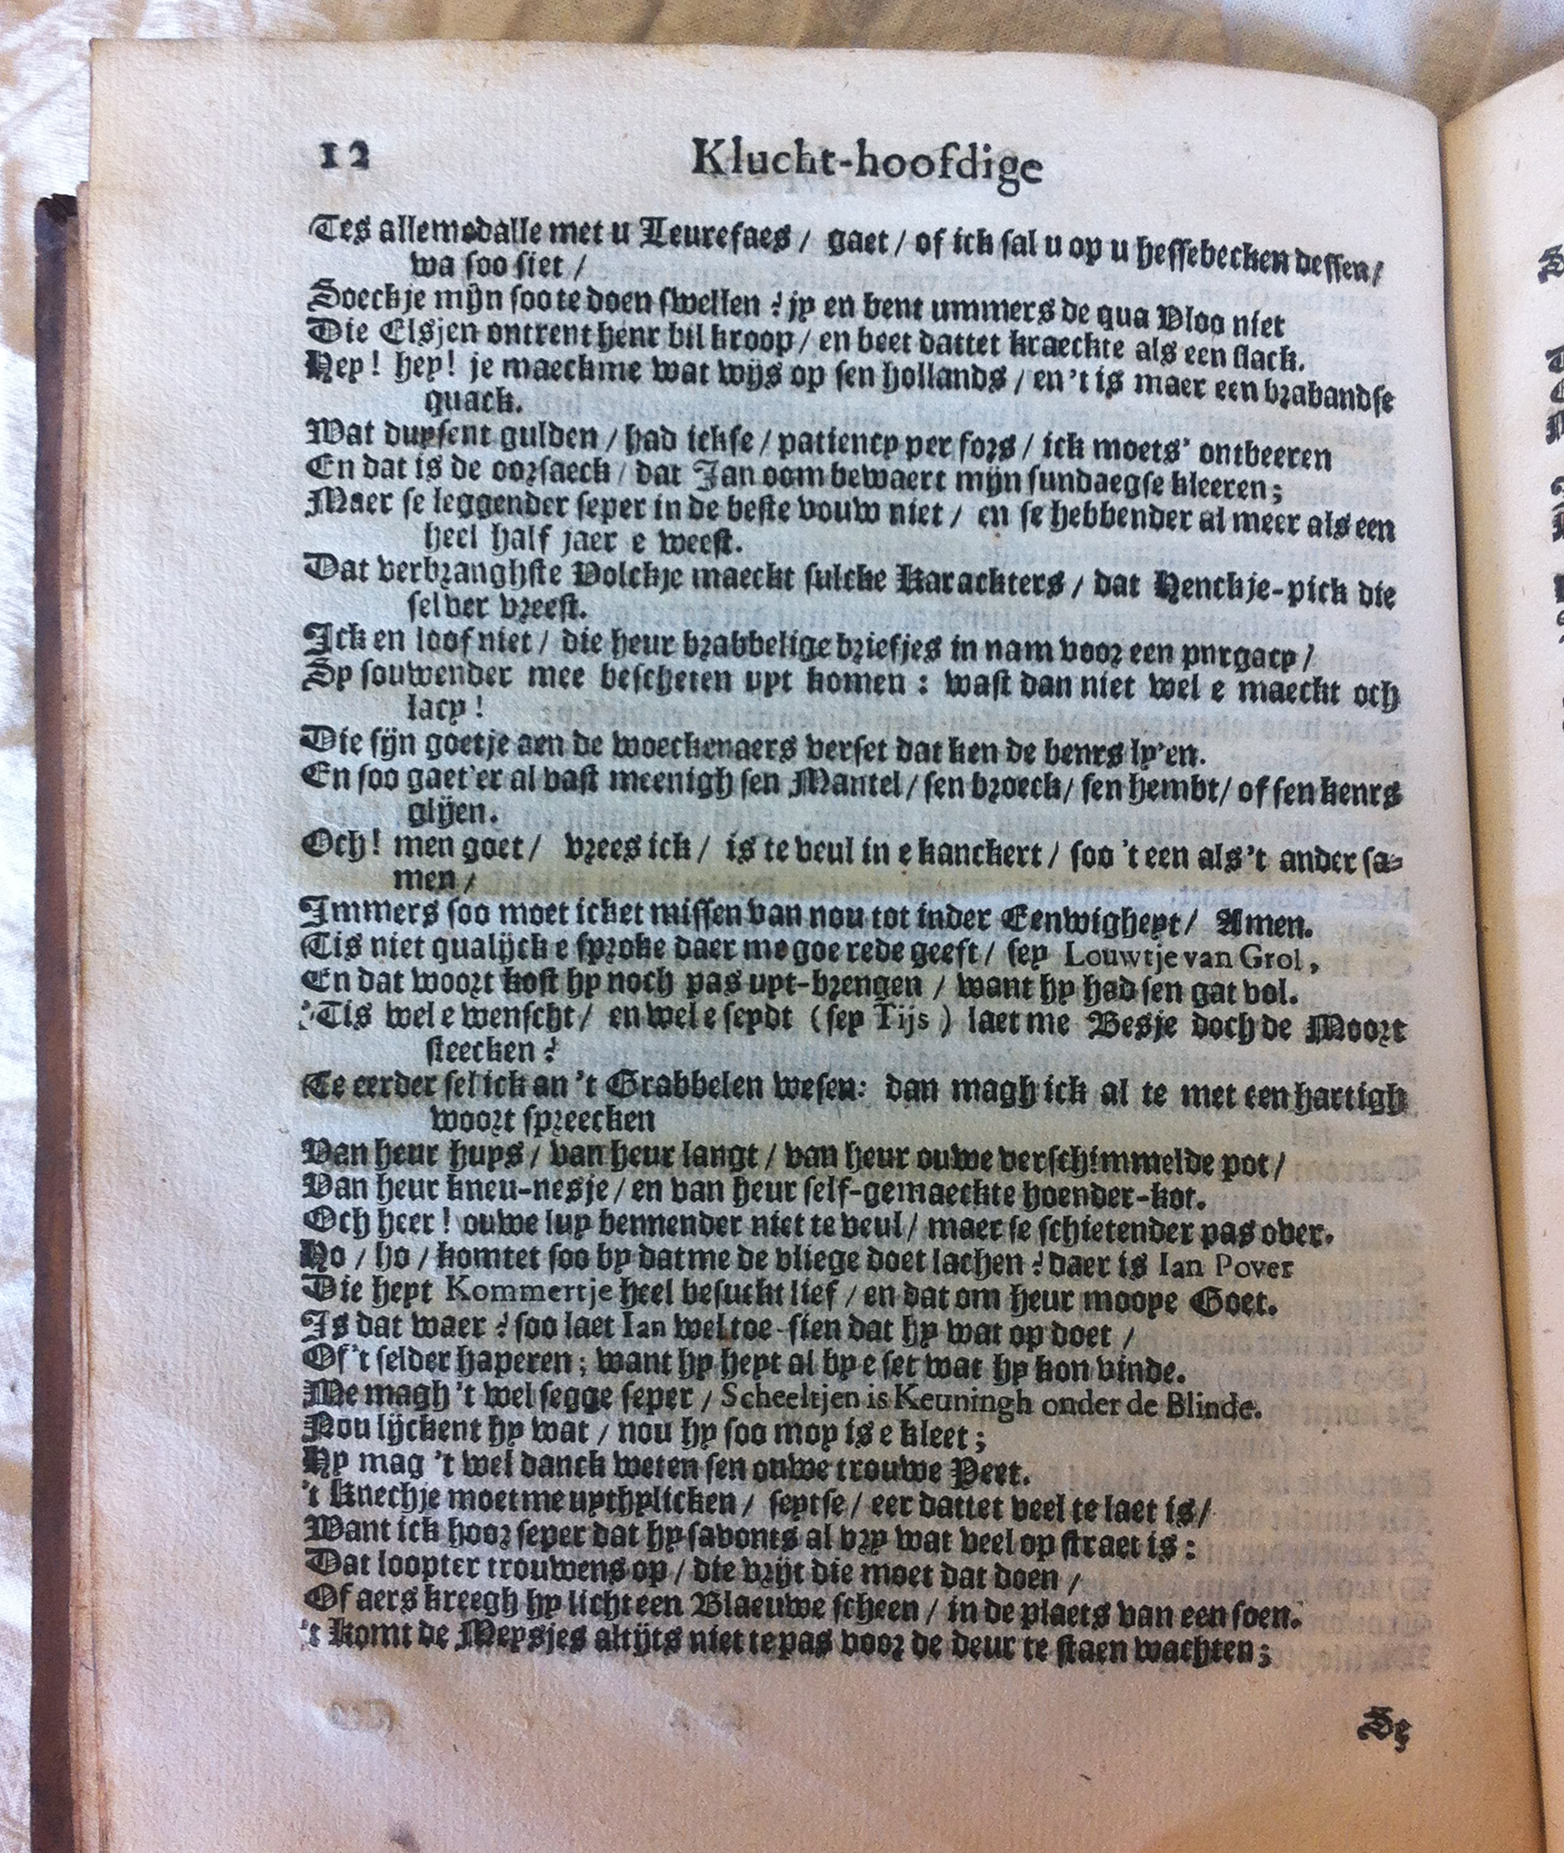 12 Klucht-hoofdige
Tes allemodalle met u Leurefaes / gaet / of ick sal u op u heffebecken deffen /
wa soo siet /
Soeckje mijn soo te doen swellen ? jy en bent ummers de qua Vloo niet
Die Elsjen ontrent henr bil kroop / en beet dattet kraeckte als een slack.
Hey ! hey ! je maeckme wat wijs op sen hollands / en 't is maer een brabandse
quack.
Wat duysent gulden / had ickse / patiency per fors / ick moets' ontbeeren
En dat is de oorsaeck / dat Jan oom bewaert mijn sundaegse kleeren ;
Maer se leggender seper in de beste vouw niet / en se hebbender al meer als een
heel half jaer e weest.
Dat verbranghste Volckje maeckt sulcke Karackters / dat Henckje-pick die
selver vreest.
Ick en loof niet / die heur brabbelige briefjes in nam voor een purgacy /
Sy souwender mee bescheten uyt komen : wast dan niet wel e maeckt och
lacy !
Die sijn goetje aen de woeckenaers verset dat ken de benrs ly'en.
En soo gaet'er al vast meenigh sen Mantel / sen broeck / sen hembt / of sen kenrs
glijen.
Och ! men goet / vrees ick / is te veul in e kanckert / soo 't een als 't ander sa-
men /
Immers soo moet icket missen van nou tot inder Eenwigheyt / Amen.
Tis niet qualijck e sproke daer me goe rede geeft / sey Louwtje van Grol,
En dat woort kost hy noch pas uyt-brengen / want hy had sen gat vol.
'Tis wel e wenscht / en wel e seydt (sey Tijs) laet me Besje doch de Moort
steecken ?
Te eerder sel ick an 't Grabbelen wesen: dan magh ick al te met een hartigh
woort spreecken
Van heur huys / van heur langt / van heur ouwe verschimmelde pot /
Van heur kneu-nesje / en van heur self-gemaeckte hoender-kot.
Och heer ! ouwe luy bennender niet te veul / maer se schietender pas over.
Ho / ho / komtet soo by datme de vliege doet lachen ? daer is Ian Pover
Die heyt Kommertje heel besuckt lief / en dat om heur mooye Goet.
Is dat waer ? soo laet Ian wel toe-sien dat hy wat op doet /
Of 't selder haperen ; want hy heyt al by e set wat hy kon vinde.
Me magh 't wel segge seper / Scheeltjen is Keuningh onder de Blinde.
Nou lijckent hy wat / nou hy soo moy is e kleet ;
Hy mag 't wel danck weten sen ouwe trouwe Peet.
't Knechje moetme uythylicken / seytse / eer dattet veel te laet is /
Want ick hoor seper dat hy savonts al vry wat veel op straet is :
Dat loopter trouwens op / die vrijt die moet dat doen /
Of aers kreegh hy licht een Blaeuwe scheen / in de plaets van een soen.
't Komt de Meysjes altijts niet te pas voor de deur te staen wachten ;
Se